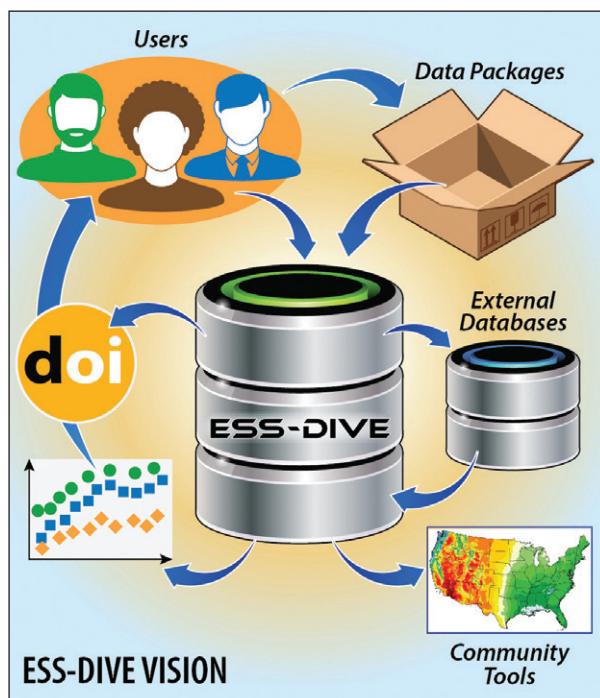 Users
Data Packages
External
Databases
doi
ESS-DIVE
Community
Tools
ESS-DIVE VISION